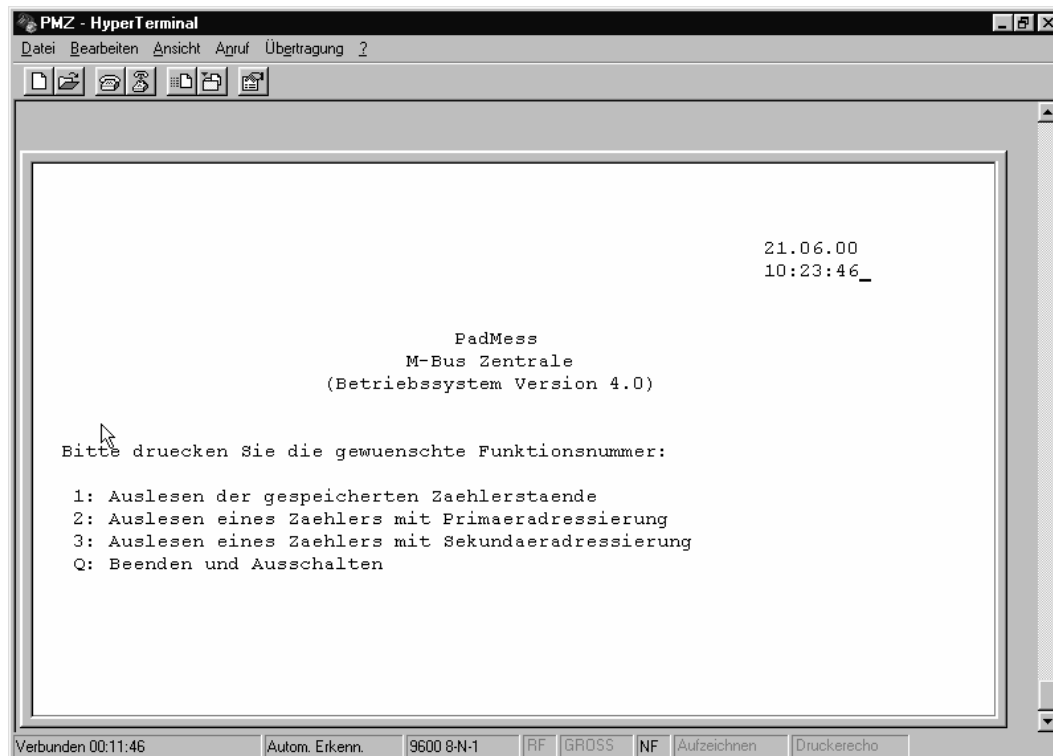 PMZ - HyperTerminal
Datei Bearbeiten Ansicht Anruf Übertragung ?
21.06.00
10:23:46_
PadMess
M-Bus Zentrale
(Betriebssystem Version 4.0)
Bitte druecken Sie die gewuenschte Funktionsnummer:
1: Auslesen der gespeicherten Zaehlerstaende
2: Auslesen eines Zaehlers mit Primaeradressierung
3: Auslesen eines Zaehlers mit Sekundaeradressierung
Q: Beenden und Ausschalten
Verbunden 00:11:46 Autom. Erkenn. 9600 8-N-1 RF GROSS NF Aufzeichnen Druckerecho